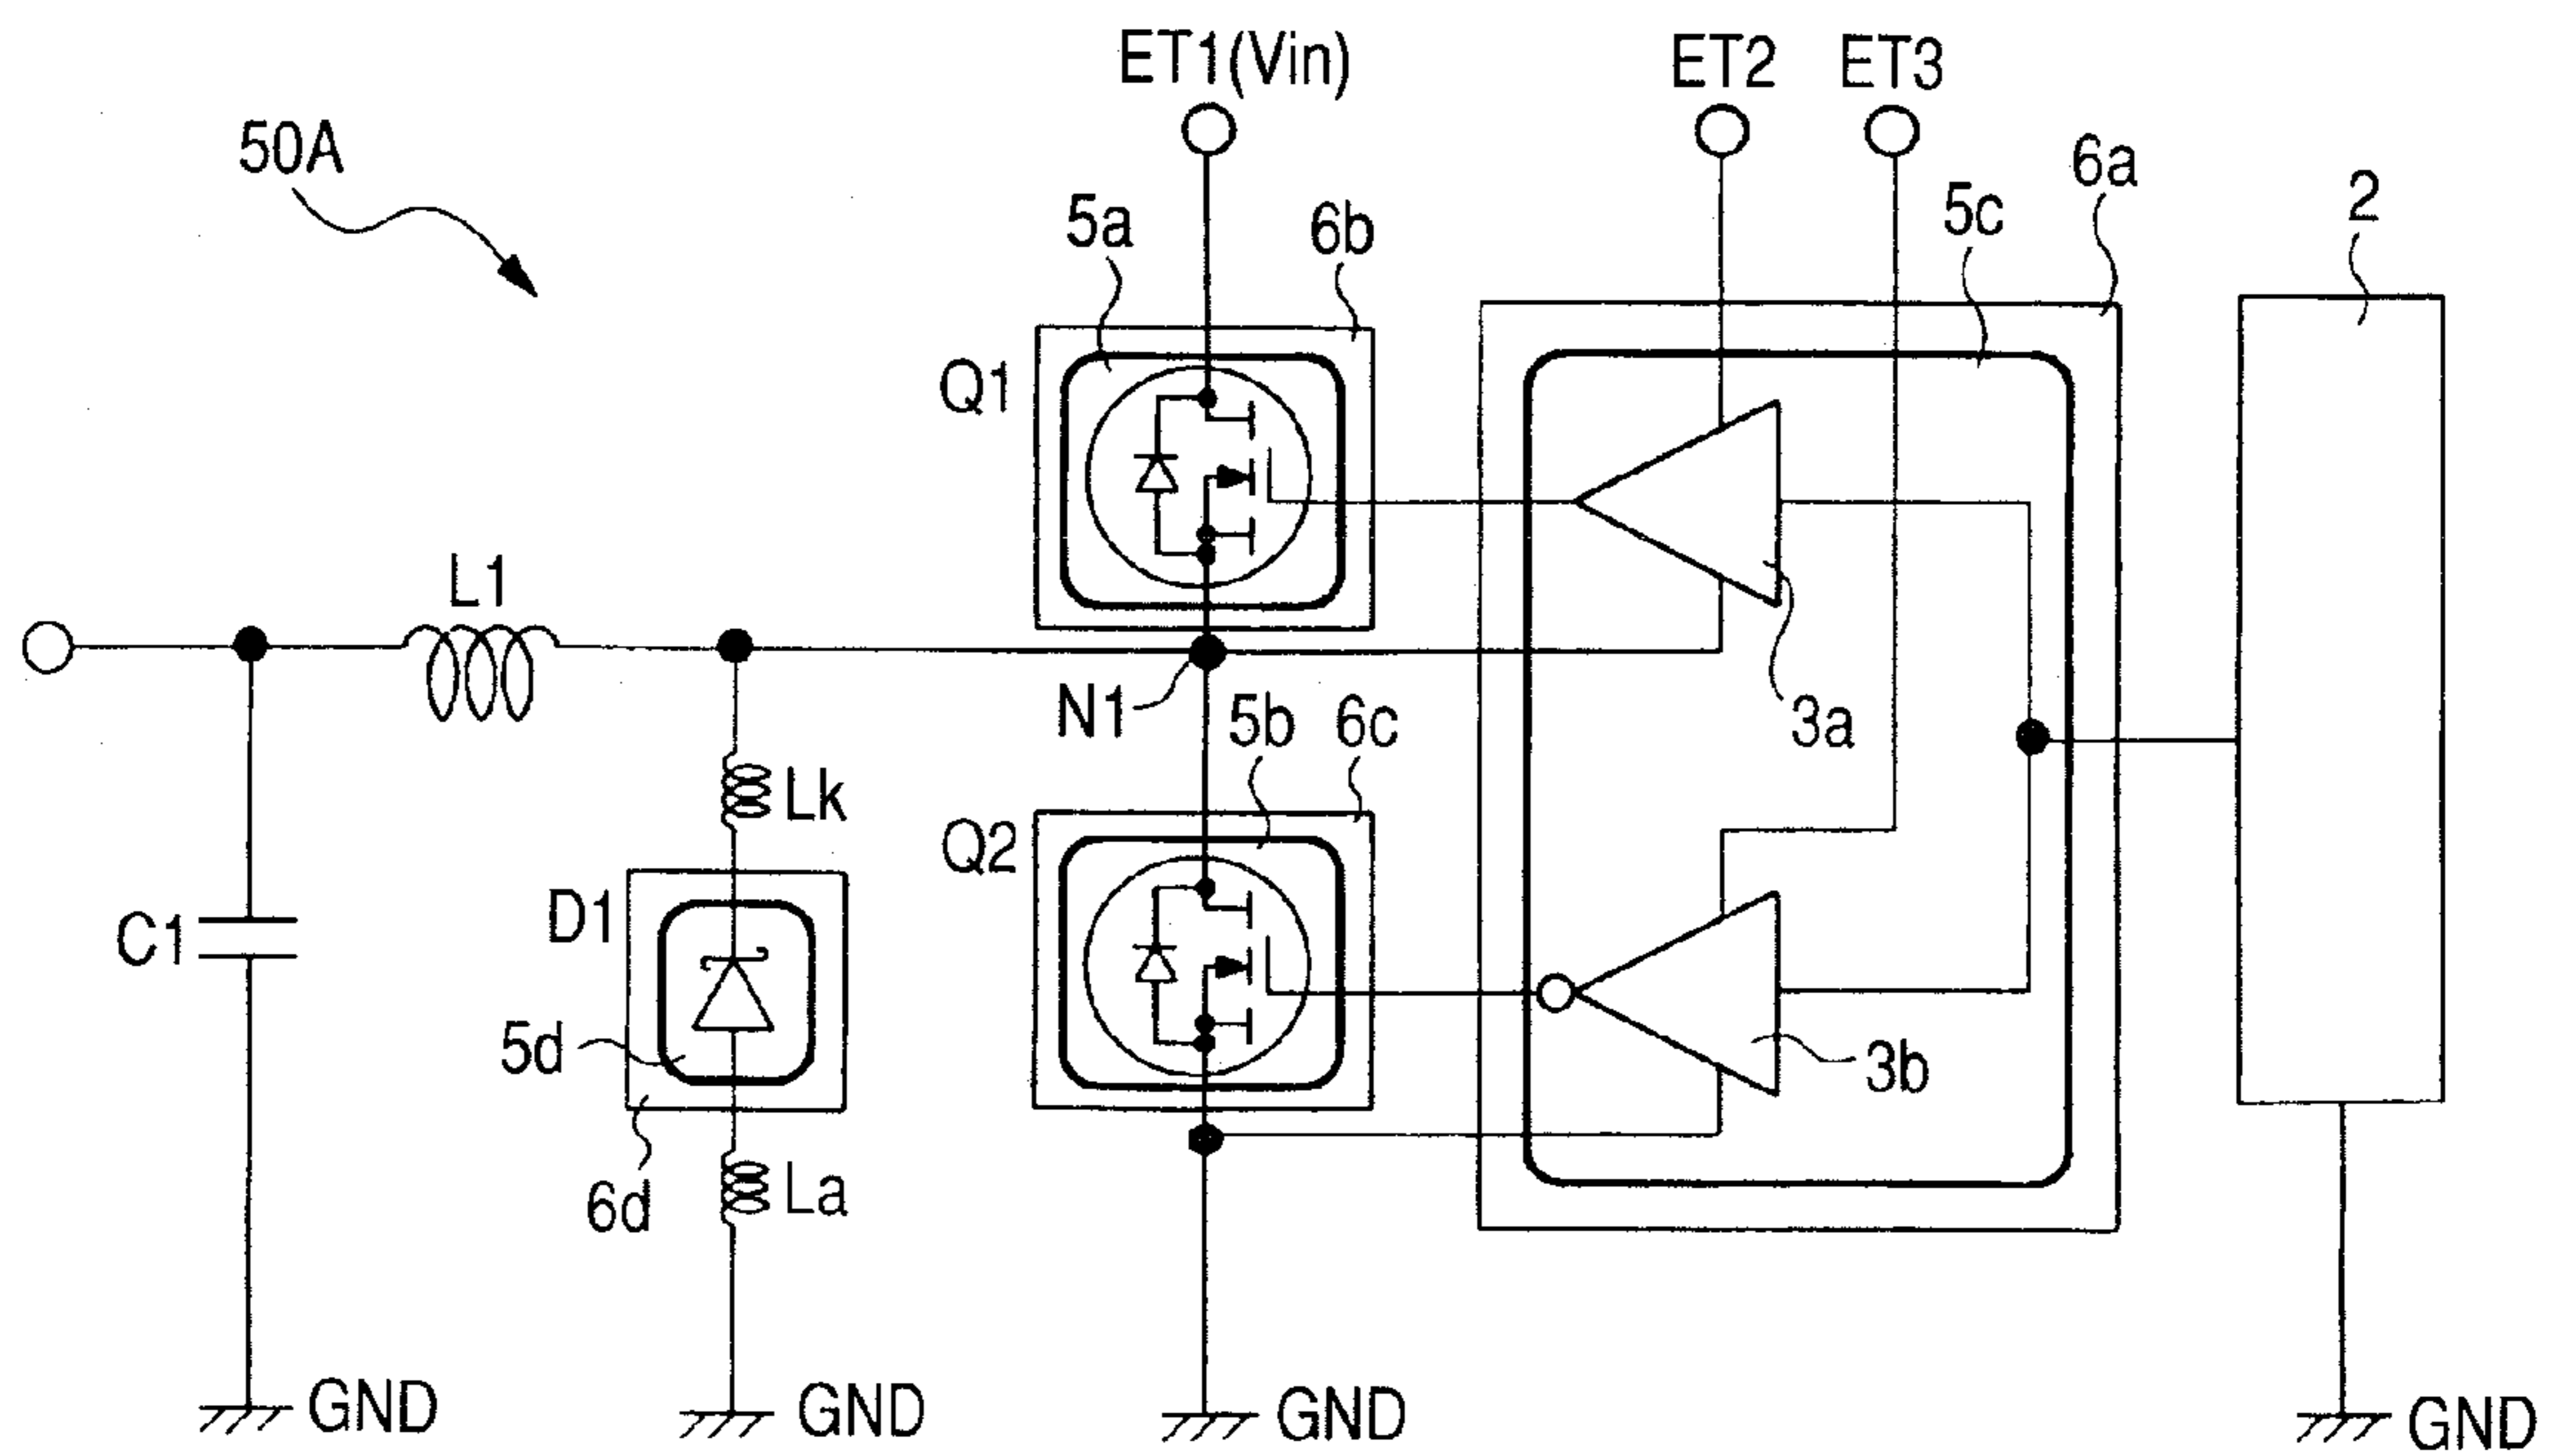 ET1(Vin)
ET2
ET3
50A
6a
2
5a
6b
5c
Q1
L1
N1
5b
6c
3a
Lk
Q2
D1
C1
5d
3b
6d
La
GND
GND
GND
GND